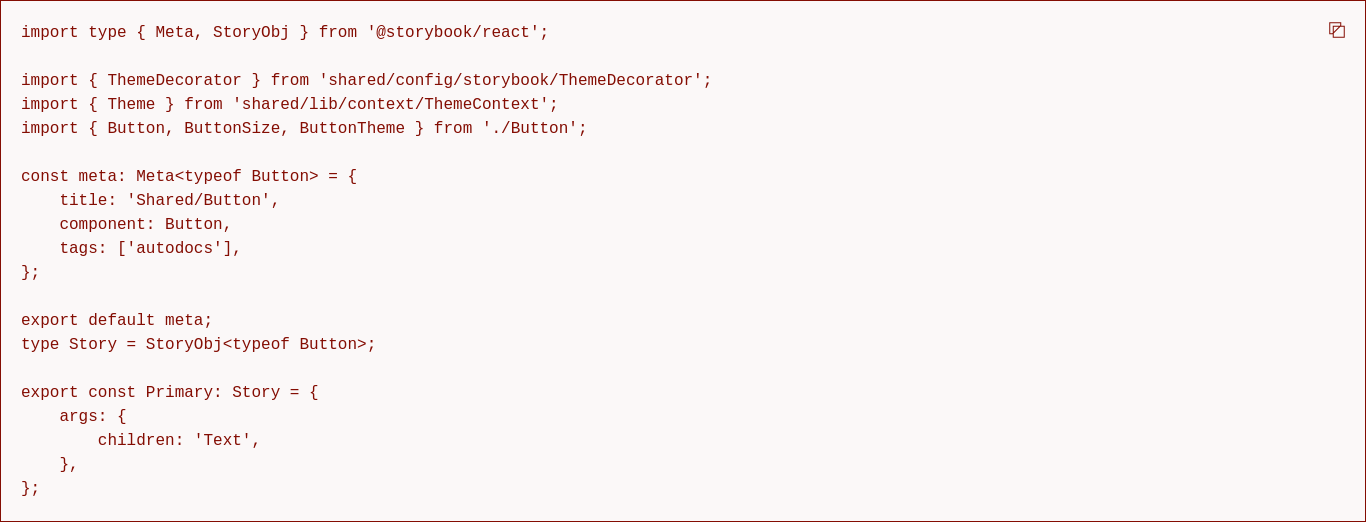 import type { Meta, StoryObj } from '@storybook/react';

import { ThemeDecorator } from 'shared/config/storybook/ThemeDecorator';
import { Theme } from 'shared/lib/context/ThemeContext';
import { Button, ButtonSize, ButtonTheme } from './Button';

const meta: Meta<typeof Button> = {
    title: 'Shared/Button',
    component: Button,
    tags: ['autodocs'],
};

export default meta;
type Story = StoryObj<typeof Button>;

export const Primary: Story = {
    args: {
        children: 'Text',
    },
};